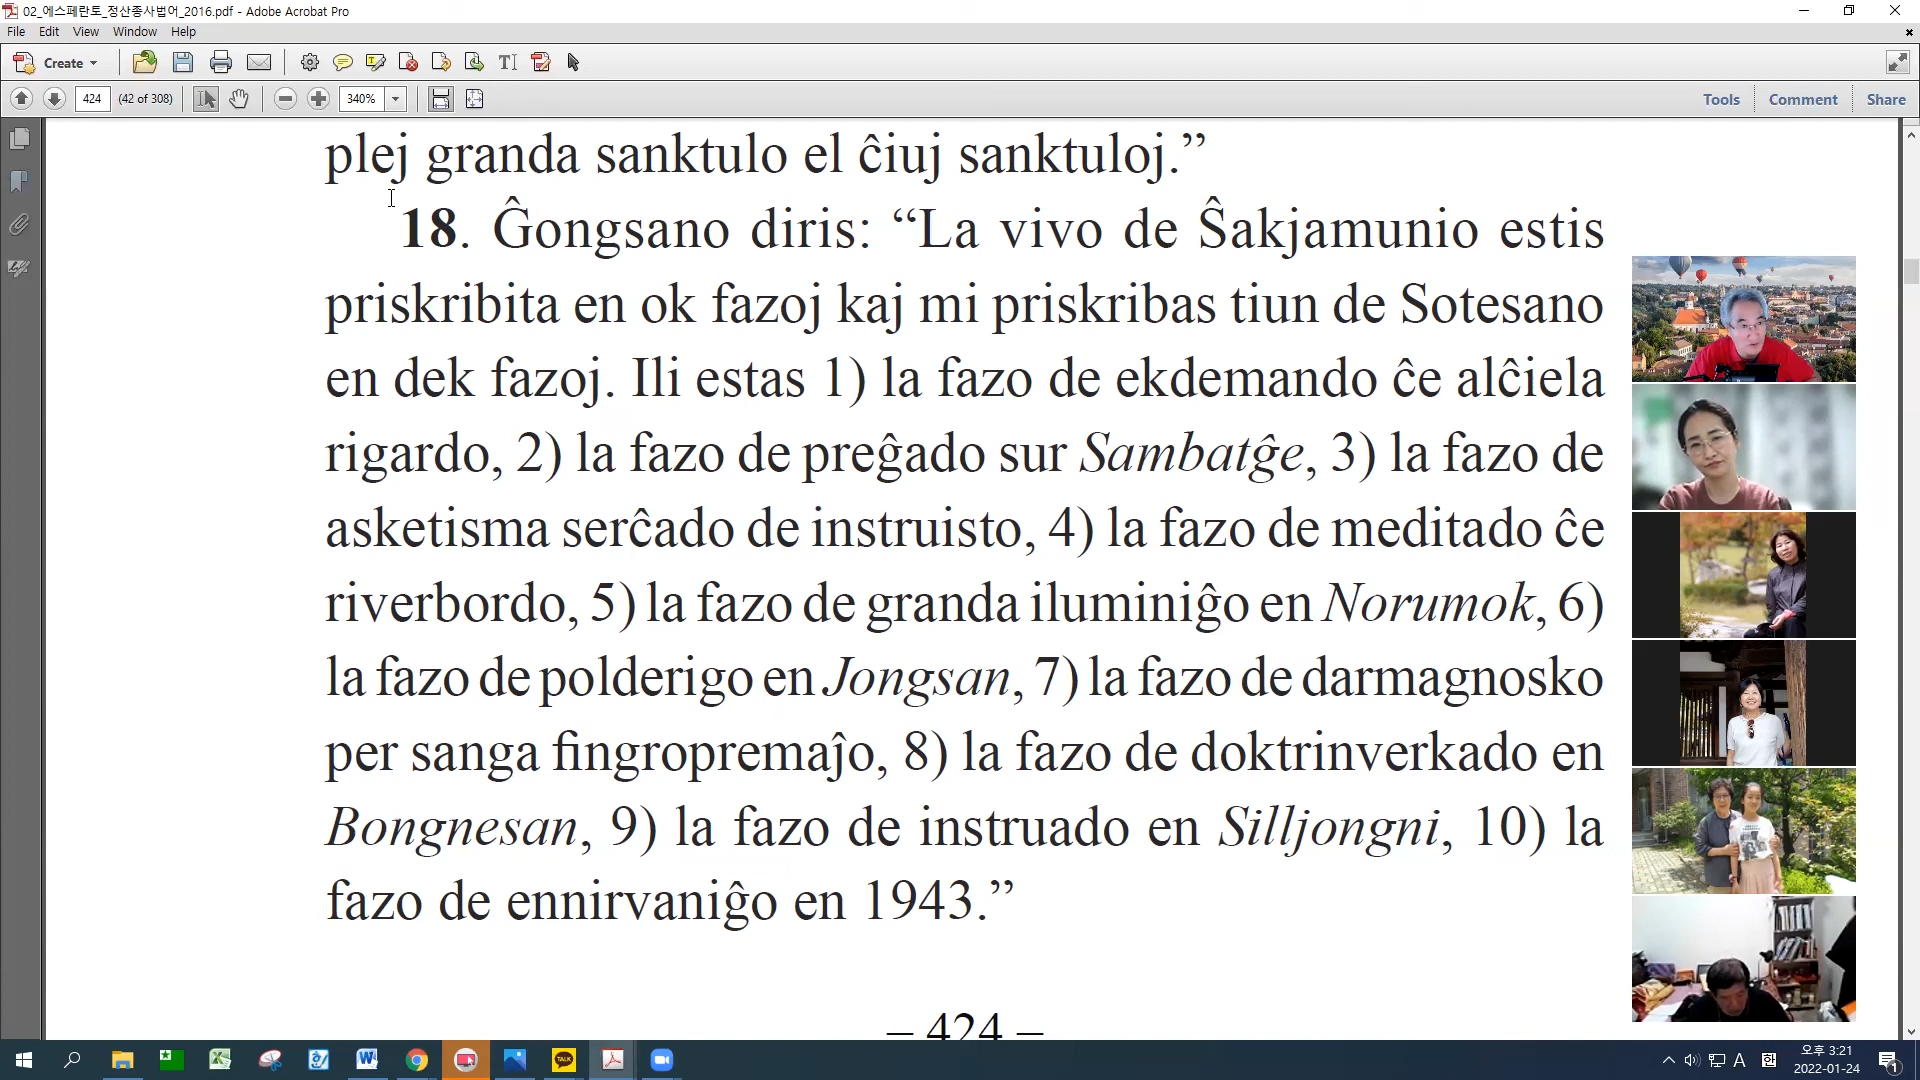 02_에스페란토_정산종사법어_2016.pdf - Adobe Acrobat Pro
File Edit View Window Help
Create
424 (42 of 308) 340% Tools Comment Share
plej granda sanktulo el ĉiuj sanktuloj.”
18. Ĝongsano diris: “La vivo de Ŝakjamunio estis
priskribita en ok fazoj kaj mi priskribas tiun de Sotesano
en dek fazoj. Ili estas 1) la fazo de ekdemando ĉe alĉiela
rigardo, 2) la fazo de preĝado sur Sambatĝe, 3) la fazo de
asketisma serĉado de instruisto, 4) la fazo de meditado ĉe
riverbordo, 5) la fazo de granda iluminiĝo en Norumok, 6)
la fazo de polderigo en Jongsan, 7) la fazo de darmagnosko
per sanga fingropremaĵo, 8) la fazo de doktrinverkado en
Bongnesan, 9) la fazo de instruado en Silljongni, 10) la
fazo de ennirvaniĝo en 1943.”
– 424 –
TALK
A 한 오후 3:21
2022-01-24
1